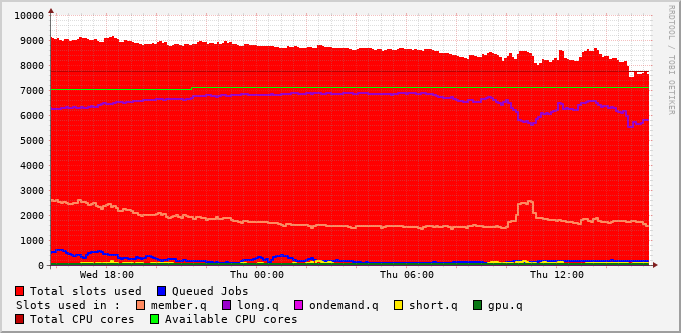 10000
9000
8000
7000
6000
5000
4000
3000
2000
1000
0
Wed 18:00 Thu 00:00 Thu 06:00 Thu 12:00
RRDTOOL / TOBI OETIKER
Total slots used Queued Jobs
Slots used in : member.q long.q ondemand.q short.q gpu.q
Total CPU cores Available CPU cores